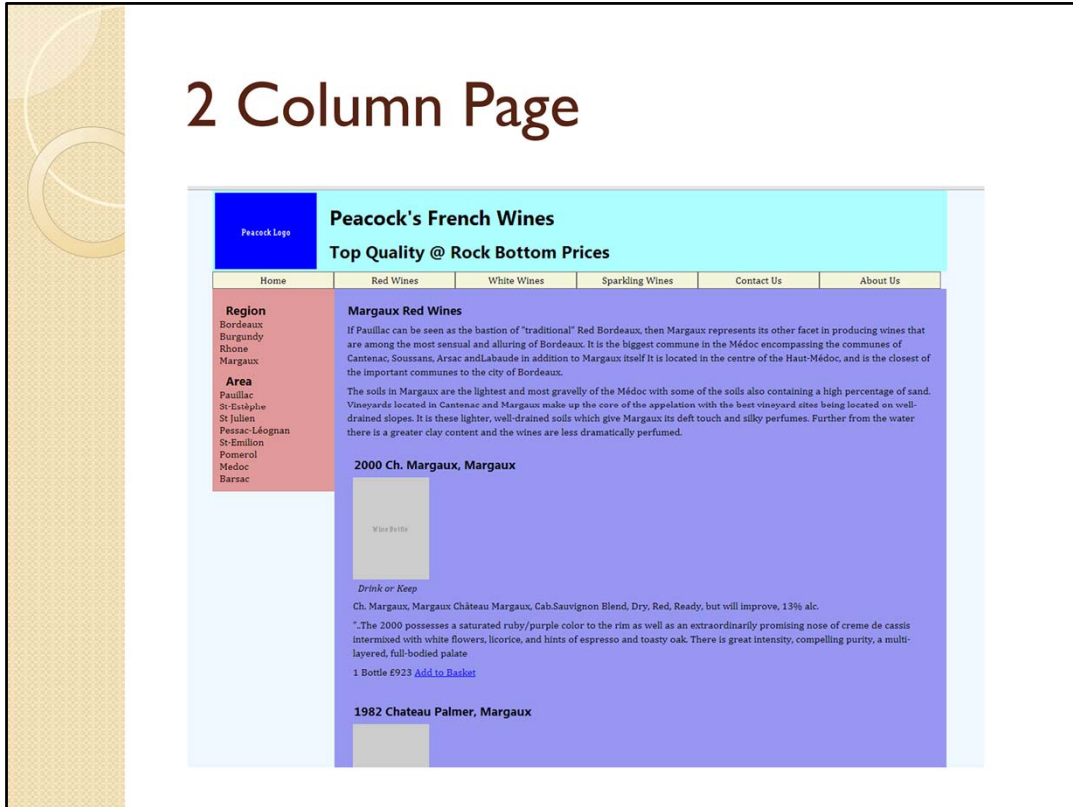 2 Column Page
Peacock Logo
Peacock's French Wines
Top Quality @ Rock Bottom Prices
Home Red Wines White Wines Sparkling Wines Contact Us About Us
Region
Bordeaux
Burgundy
Rhone
Margaux
Area
Pauillac
St-Estèphe
St Julien
Pessac-Léognan
St-Emilion
Pomerol
Medoc
Barsac
Margaux Red Wines
If Pauillac can be seen as the bastion of "traditional" Red Bordeaux, then Margaux represents its other facet in producing wines that
are among the most sensual and alluring of Bordeaux. It is the biggest commune in the Médoc encompassing the communes of
Cantenac, Soussans, Arsac andLabaude in addition to Margaux itself It is located in the centre of the Haut-Médoc, and is the closest of
the important communes to the city of Bordeaux.
The soils in Margaux are the lightest and most gravelly of the Médoc with some of the soils also containing a high percentage of sand.
Vineyards located in Cantenac and Margaux make up the core of the appelation with the best vineyard sites being located on well-
drained slopes. It is these lighter, well-drained soils which give Margaux its deft touch and silky perfumes. Further from the water
there is a greater clay content and the wines are less dramatically perfumed.
2000 Ch. Margaux, Margaux
Wine Bottle
Drink or Keep
Ch. Margaux, Margaux Château Margaux, Cab.Sauvignon Blend, Dry, Red, Ready, but will improve, 13% alc.
"..The 2000 possesses a saturated ruby/purple color to the rim as well as an extraordinarily promising nose of creme de cassis
intermixed with white flowers, licorice, and hints of espresso and toasty oak. There is great intensity, compelling purity, a multi-
layered, full-bodied palate
1 Bottle £923 Add to Basket
1982 Chateau Palmer, Margaux